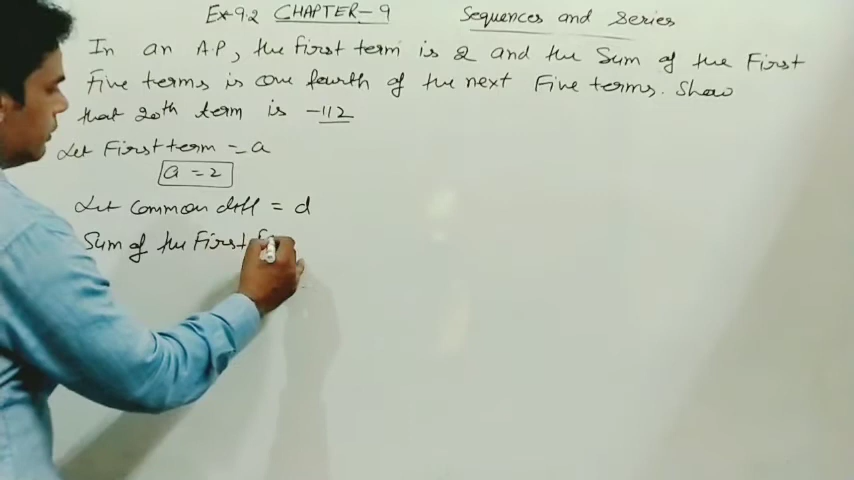 Ex-9.2 CHAPTER-9 Sequences and Series
In an A.P, the first term is 2 and the Sum of the First
Five terms is one fourth of the next Five terms. Show
that 20th term is -112
Let First term = a
a = 2
Let common diff = d
Sum of the First